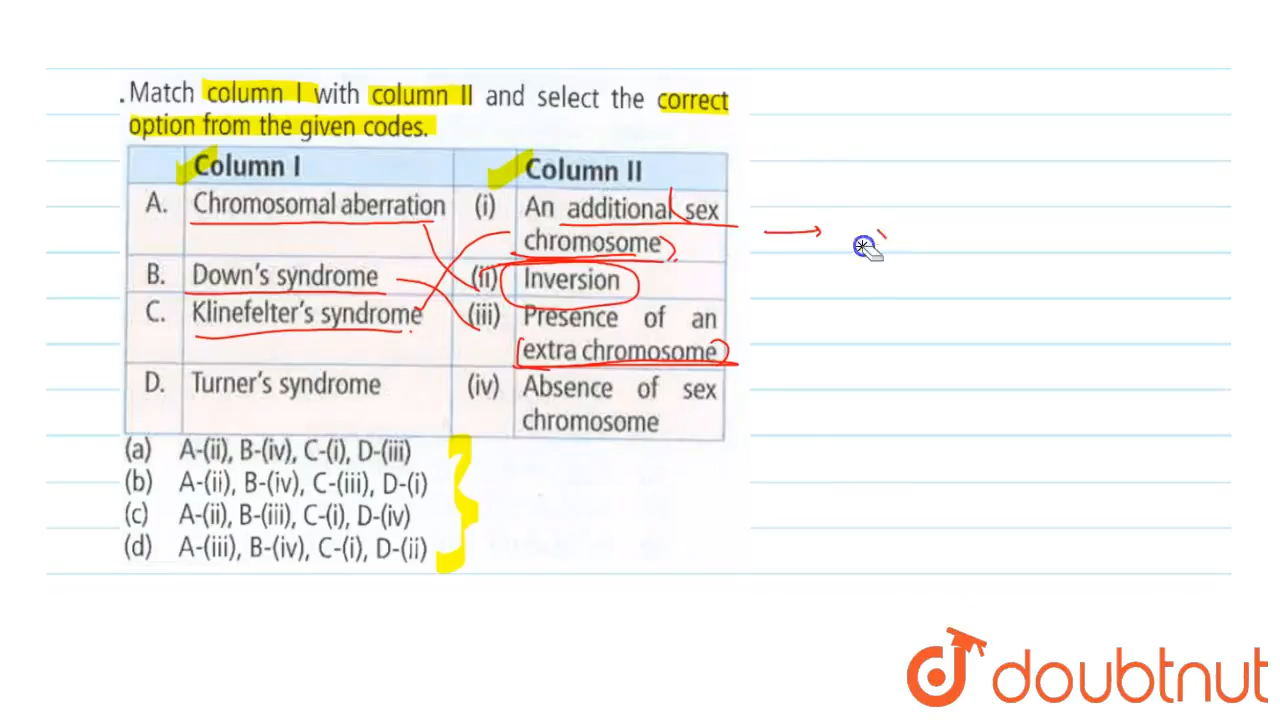 .Match column I with column II and select the correct
option from the given codes.
Column I Column II
A. Chromosomal aberration (i) An additional sex
chromosome
B. Down's syndrome (ii) Inversion
C. Klinefelter's syndrome (iii) Presence of an
extra chromosome
D. Turner's syndrome (iv) Absence of sex
chromosome
(a) A-(ii), B-(iv), C-(i), D-(iii)
(b) A-(ii), B-(iv), C-(iii), D-(i)
(c) A-(ii), B-(iii), C-(i), D-(iv)
(d) A-(iii), B-(iv), C-(i), D-(ii)
doubtnut